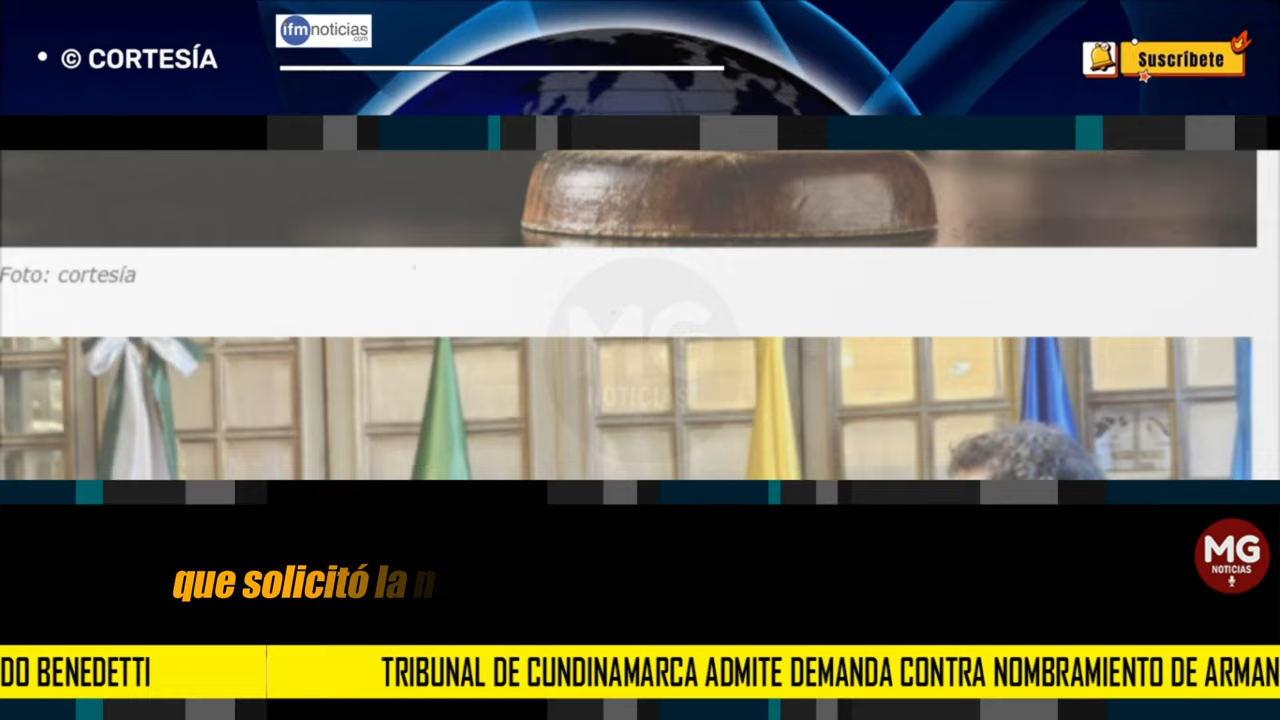 • © CORTESÍA
ifmnoticias
.com
Suscríbete
Foto: cortesía
MG
NOTICIAS
que solicitó la n
MG
NOTICIAS
DO BENEDETTI
TRIBUNAL DE CUNDINAMARCA ADMITE DEMANDA CONTRA NOMBRAMIENTO DE ARMAN